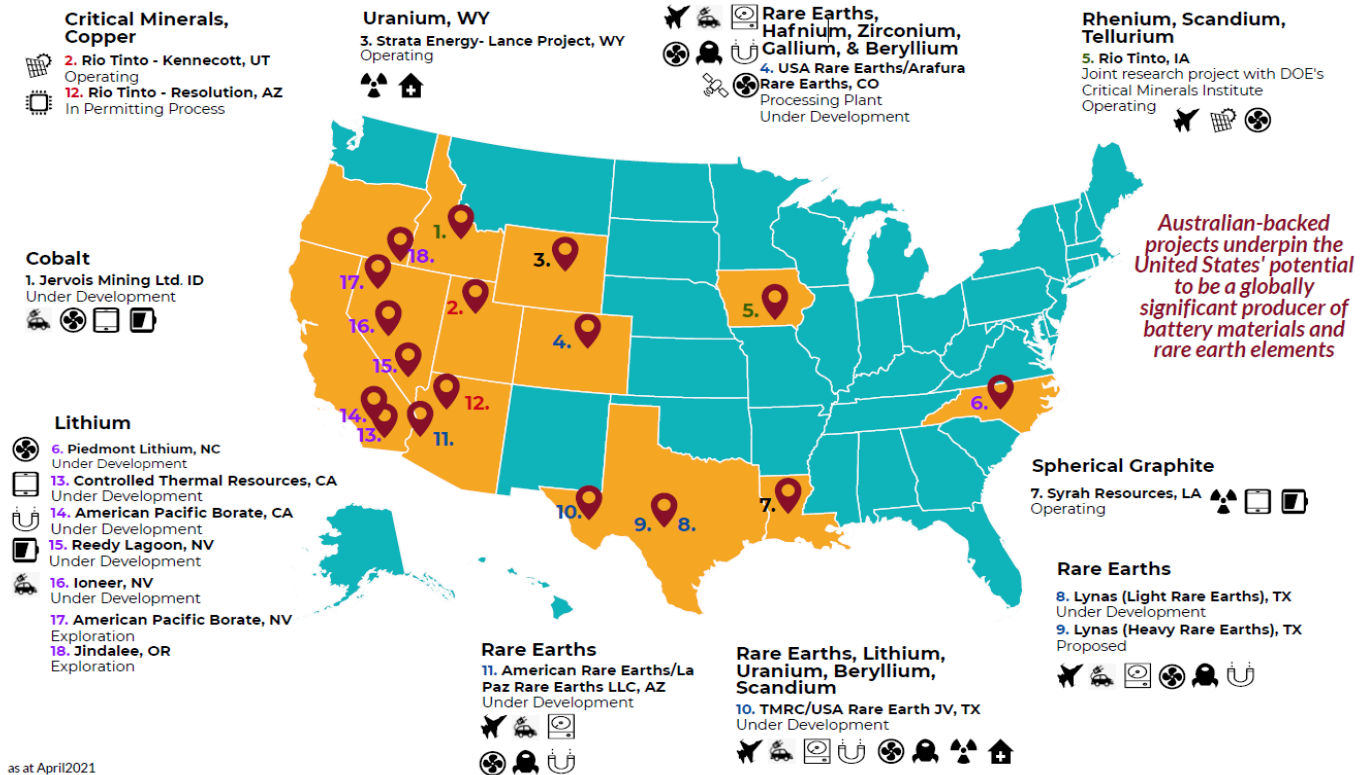 Critical Minerals,
Copper
2. Rio Tinto - Kennecott, UT
Operating
12. Rio Tinto - Resolution, AZ
In Permitting Process
Uranium, WY
3. Strata Energy- Lance Project, WY
Operating
Rare Earths,
Hafnium, Zirconium,
Gallium, & Beryllium
4. USA Rare Earths/Arafura
Rare Earths, CO
Processing Plant
Under Development
Rhenium, Scandium,
Tellurium
5. Rio Tinto, IA
Joint research project with DOE's
Critical Minerals Institute
Operating
Australian-backed
projects underpin the
United States' potential
to be a globally
significant producer of
battery materials and
rare earth elements
Cobalt
1. Jervois Mining Ltd. ID
Under Development
Lithium
6. Piedmont Lithium, NC
Under Development
13. Controlled Thermal Resources, CA
Under Development
14. American Pacific Borate, CA
Under Development
15. Reedy Lagoon, NV
Under Development
16. Ioneer, NV
Under Development
17. American Pacific Borate, NV
Exploration
18. Jindalee, OR
Exploration
1.
18.
17.
3.
2.
16.
4.
5.
15.
14.
13.
12.
11.
6.
10.
9.
8.
7.
Spherical Graphite
7. Syrah Resources, LA
Operating
Rare Earths
8. Lynas (Light Rare Earths), TX
Under Development
9. Lynas (Heavy Rare Earths), TX
Proposed
Rare Earths
11. American Rare Earths/La
Paz Rare Earths LLC, AZ
Under Development
Rare Earths, Lithium,
Uranium, Beryllium,
Scandium
10. TMRC/USA Rare Earth JV, TX
Under Development
as at April2021